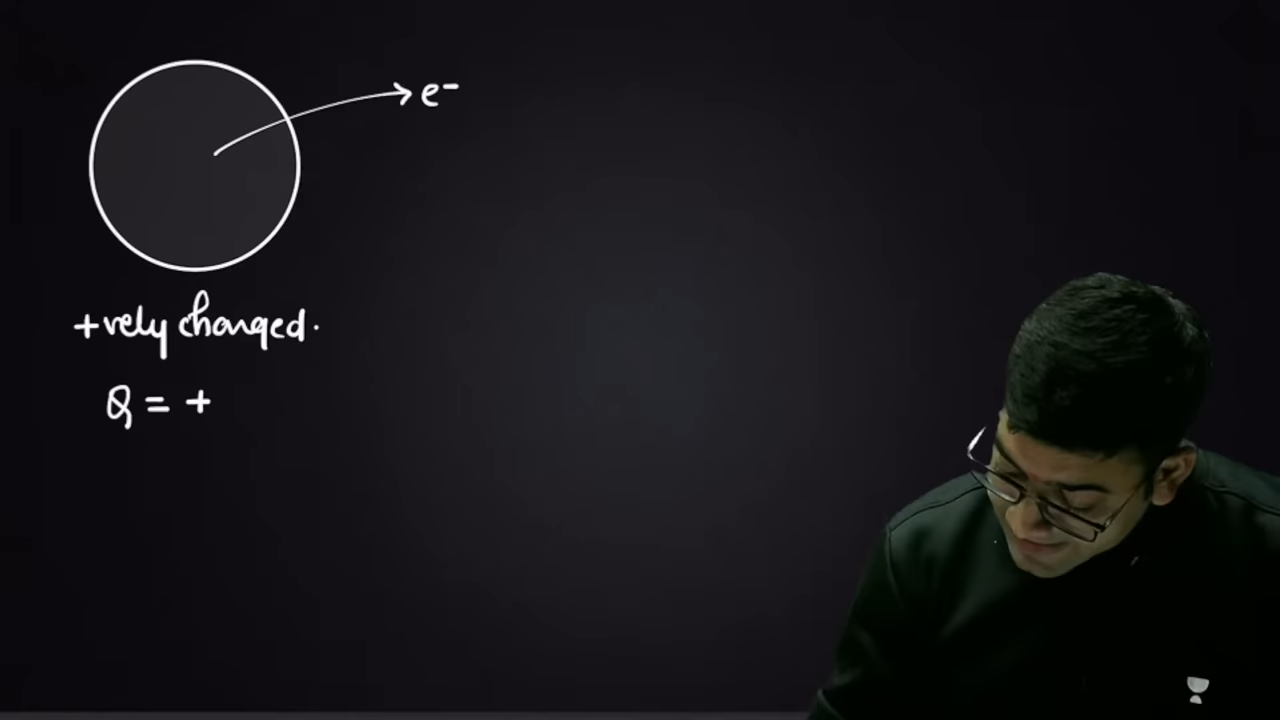 e⁻
+vely charged.
Q = +